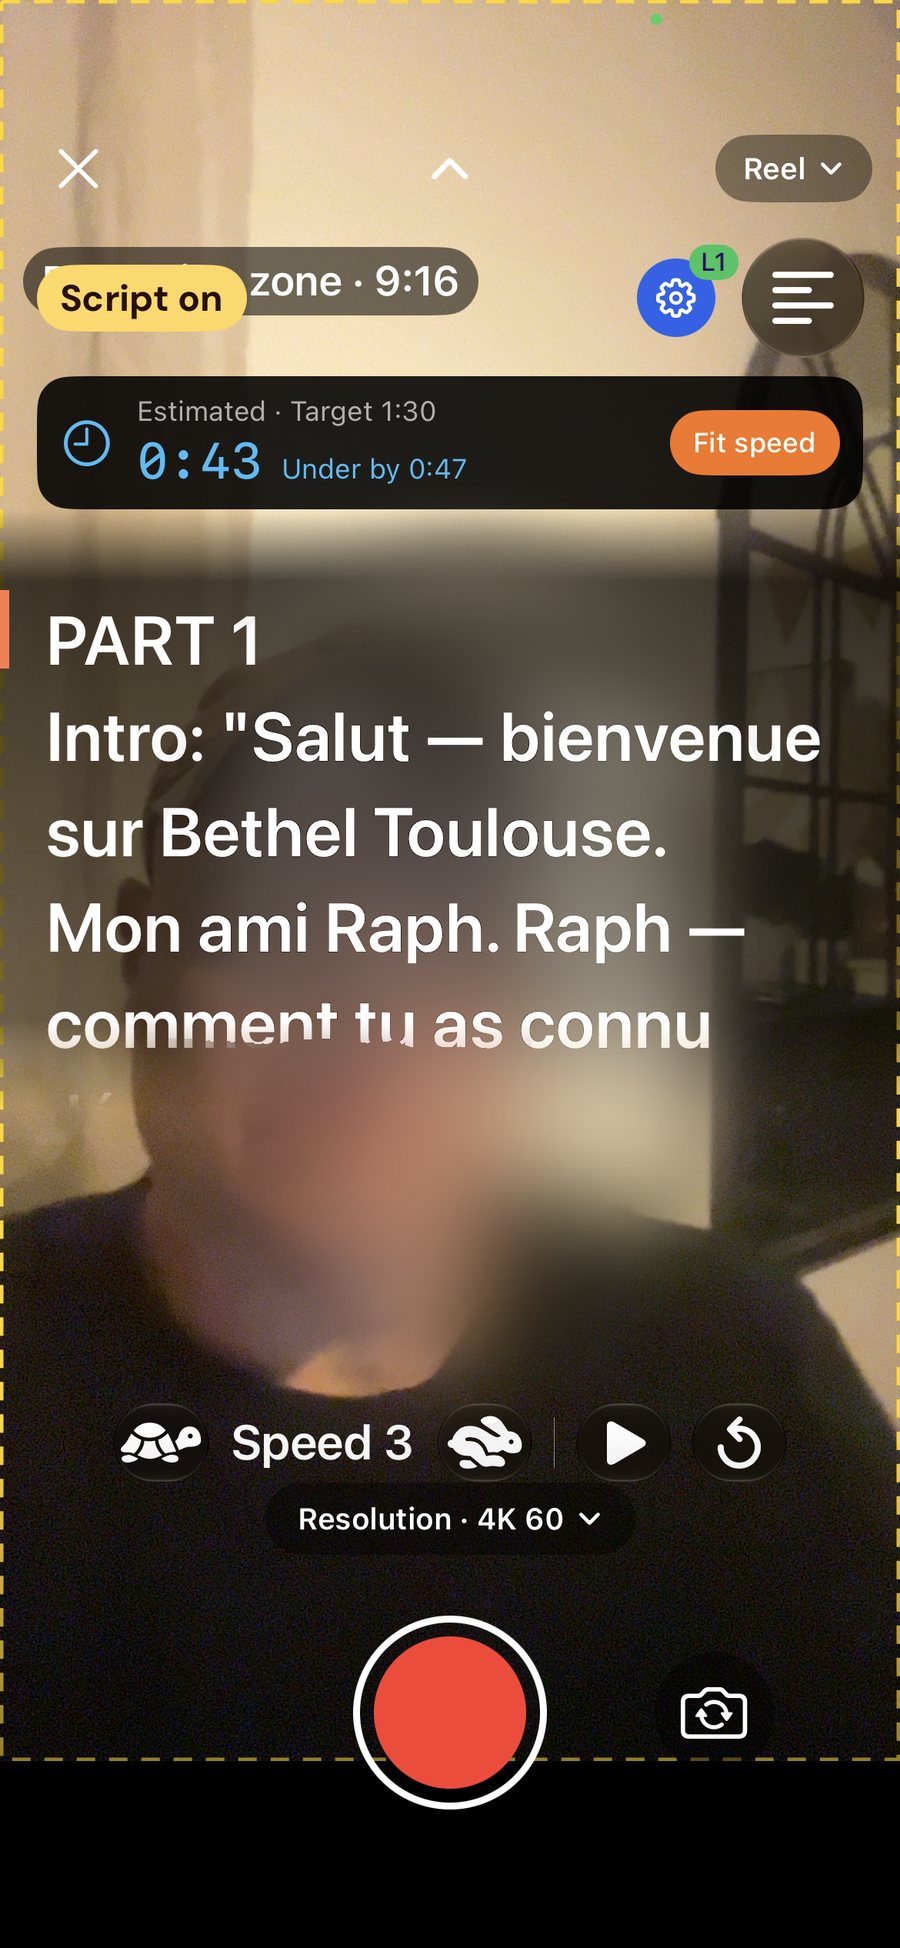 Reel
zone · 9:16
Script on
L1
Estimated · Target 1:30
0:43 Under by 0:47
Fit speed
PART 1
Intro: "Salut — bienvenue
sur Bethel Toulouse.
Mon ami Raph. Raph —
comment tu as connu
Speed 3
Resolution · 4K 60